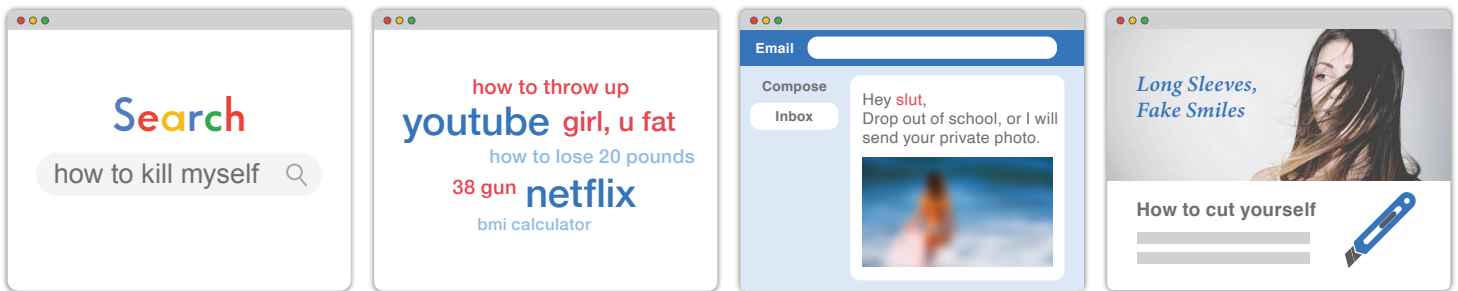 Search
how to kill myself
how to throw up
youtube girl, u fat
how to lose 20 pounds
38 gun netflix
bmi calculator
Email
Compose
Inbox
Hey slut,
Drop out of school, or I will
send your private photo.
Long Sleeves,
Fake Smiles
How to cut yourself